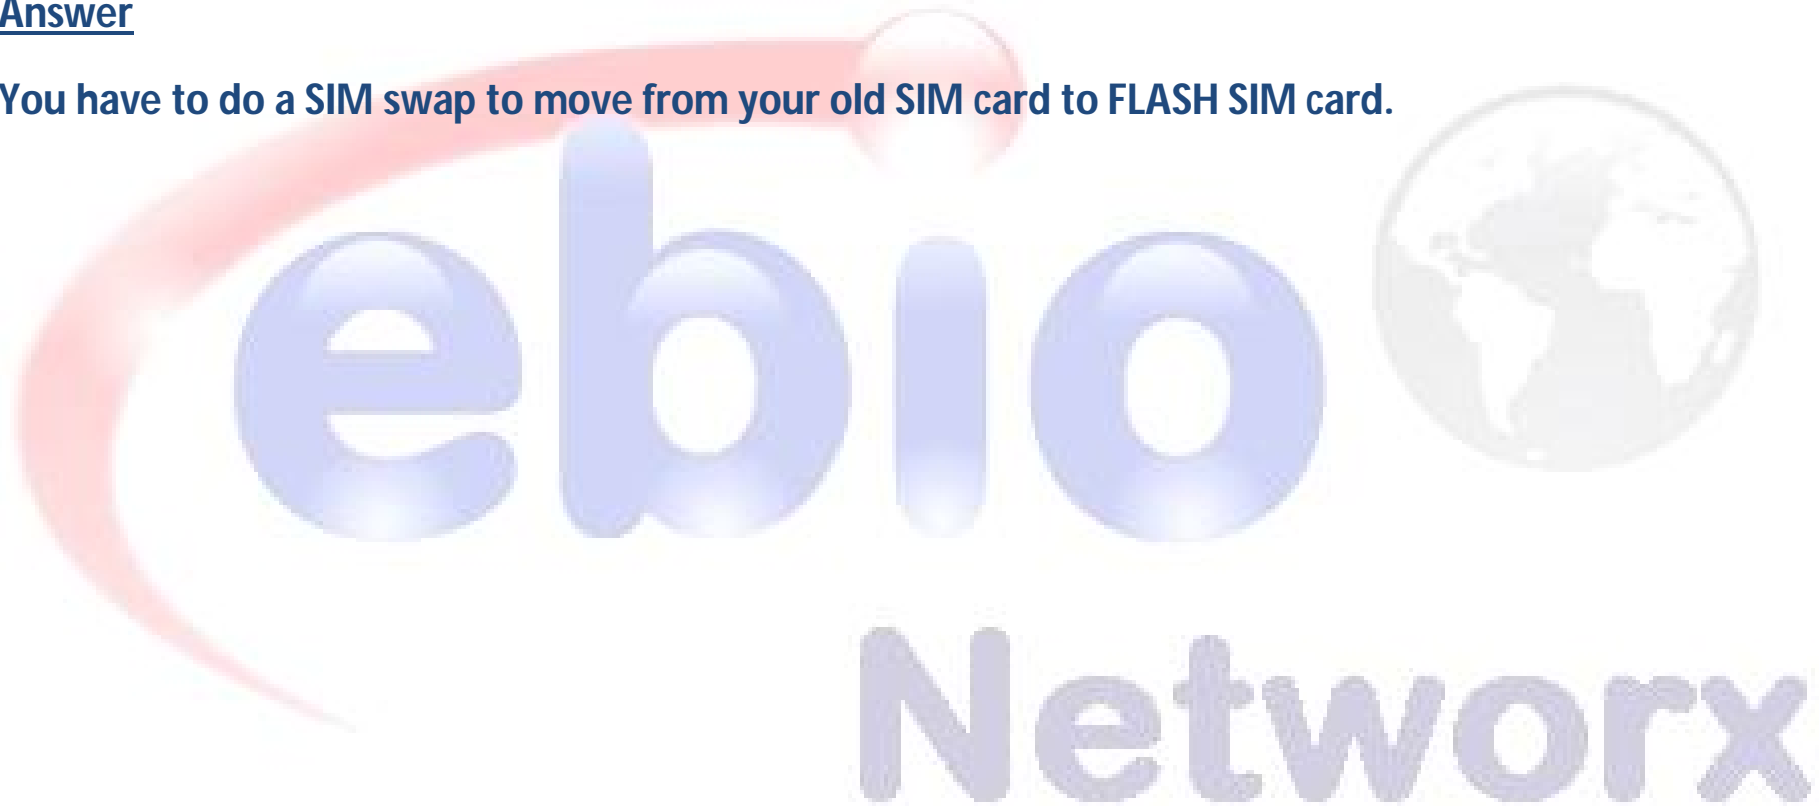 Answer
You have to do a SIM swap to move from your old SIM card to FLASH SIM card.
ebio
Networx